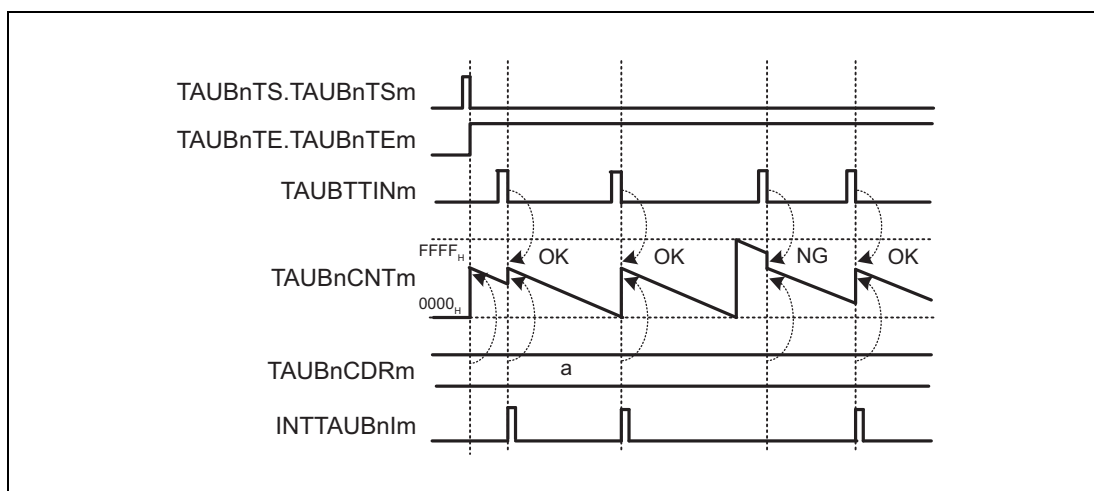 TAUBnTS.TAUBnTSm
TAUBnTE.TAUBnTEm
TAUBTTINm
FFFFH
OK
OK
NG
OK
TAUBnCNTm
0000H
TAUBnCDRm
a
INTTAUBnIm